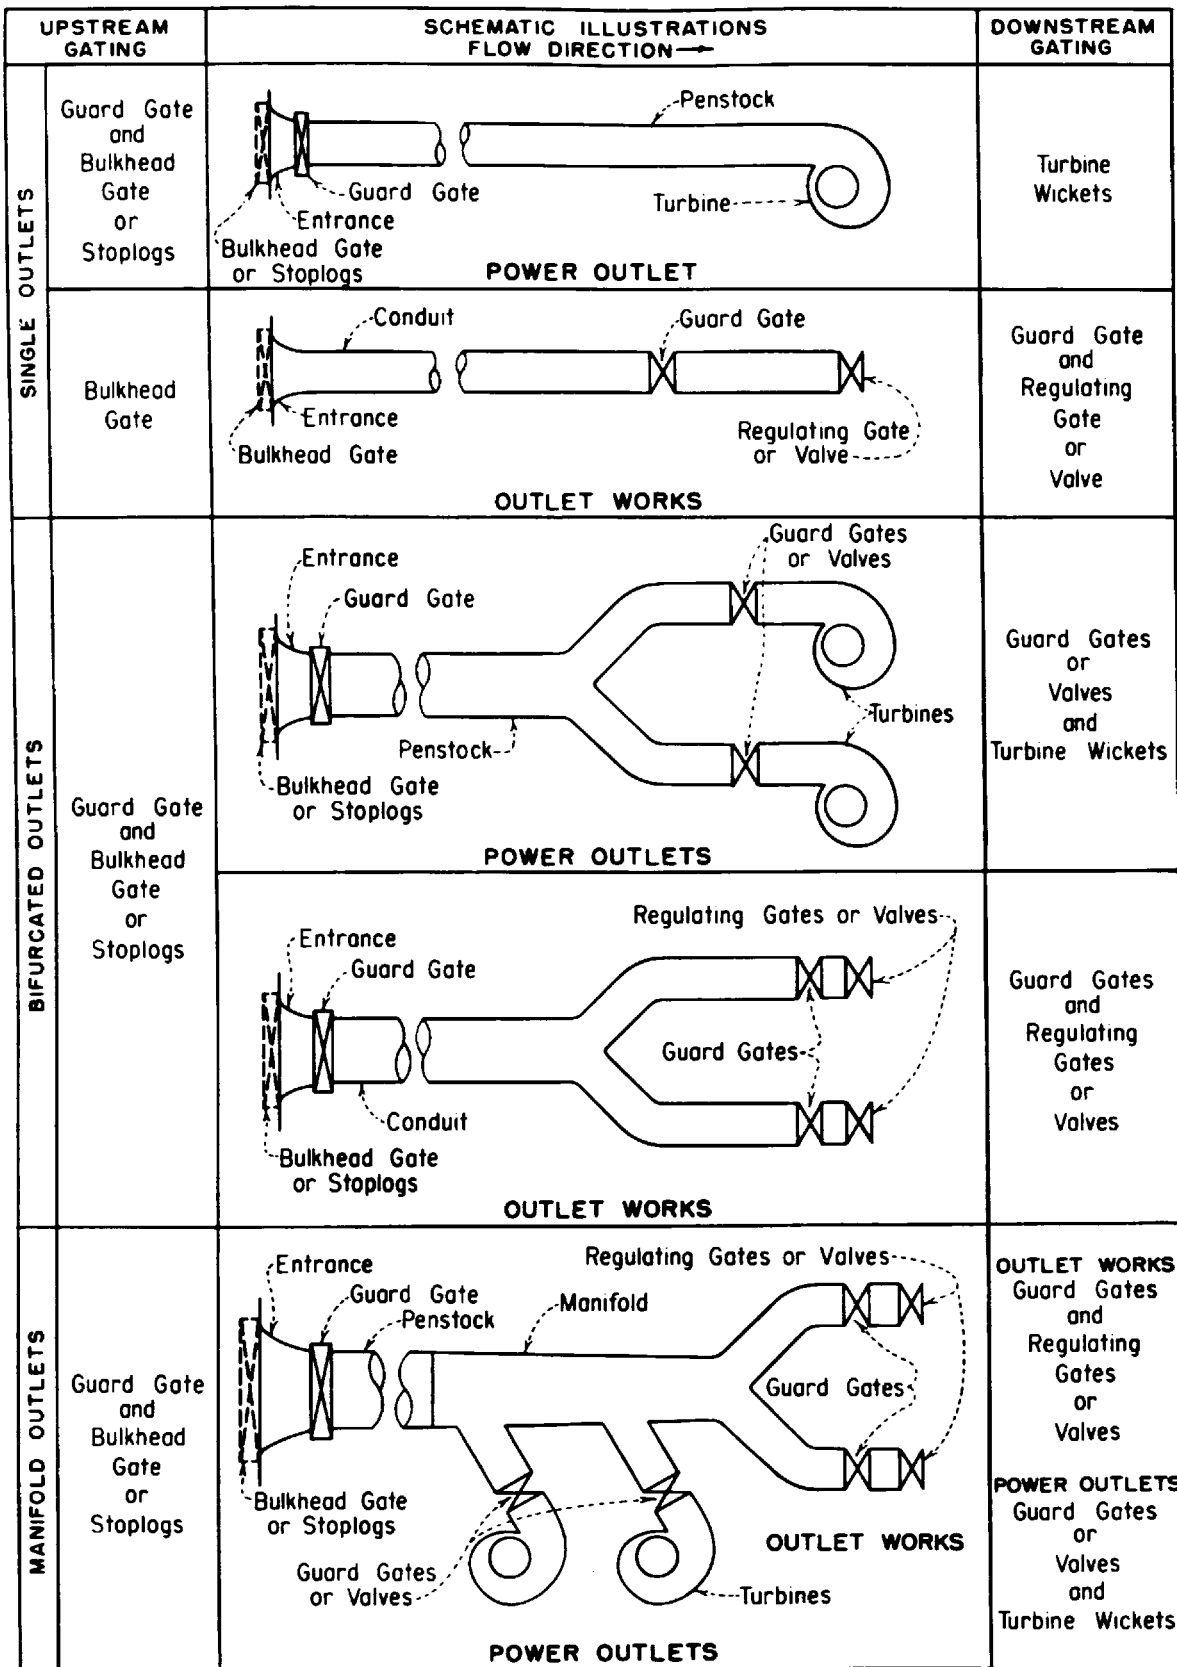 UPSTREAM
GATING
SCHEMATIC ILLUSTRATIONS
FLOW DIRECTION
DOWNSTREAM
GATING
SINGLE OUTLETS
Guard Gate
and
Bulkhead
Gate
or
Stoplogs
Penstock
Guard Gate
Entrance
Bulkhead Gate
or Stoplogs
Turbine
POWER OUTLET
Turbine
Wickets
Bulkhead
Gate
Conduit
Guard Gate
Entrance
Bulkhead Gate
Regulating Gate
or Valve
OUTLET WORKS
Guard Gate
and
Regulating
Gate
or
Valve
BIFURCATED OUTLETS
Guard Gate
and
Bulkhead
Gate
or
Stoplogs
Entrance
Guard Gate
Guard Gates
or Valves
Penstock
Turbines
Bulkhead Gate
or Stoplogs
POWER OUTLETS
Guard Gates
or
Valves
and
Turbine Wickets
Regulating Gates or Valves
Entrance
Guard Gate
Guard Gates
Conduit
Bulkhead Gate
or Stoplogs
OUTLET WORKS
Guard Gates
and
Regulating
Gates
or
Valves
MANIFOLD OUTLETS
Guard Gate
and
Bulkhead
Gate
or
Stoplogs
Regulating Gates or Valves
Entrance
Guard Gate
Penstock
Manifold
Guard Gates
Bulkhead Gate
or Stoplogs
Guard Gates
or Valves
OUTLET WORKS
Turbines
POWER OUTLETS
OUTLET WORKS
Guard Gates
and
Regulating
Gates
or
Valves
POWER OUTLETS
Guard Gates
or
Valves
and
Turbine Wickets